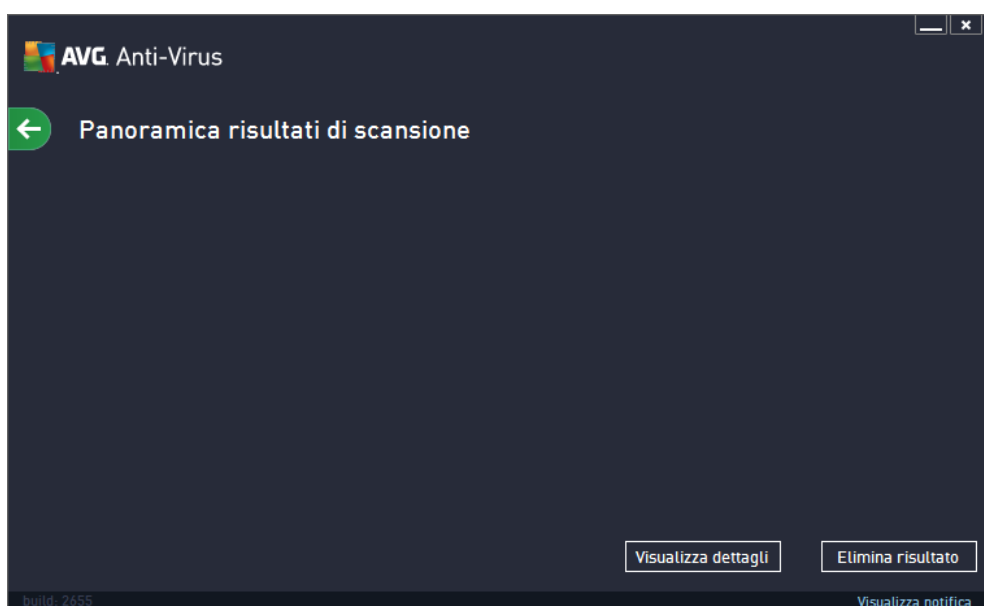 AVG. Anti-Virus
Panoramica risultati di scansione
Visualizza dettagli
Elimina risultato
build: 2655
Visualizza notifica